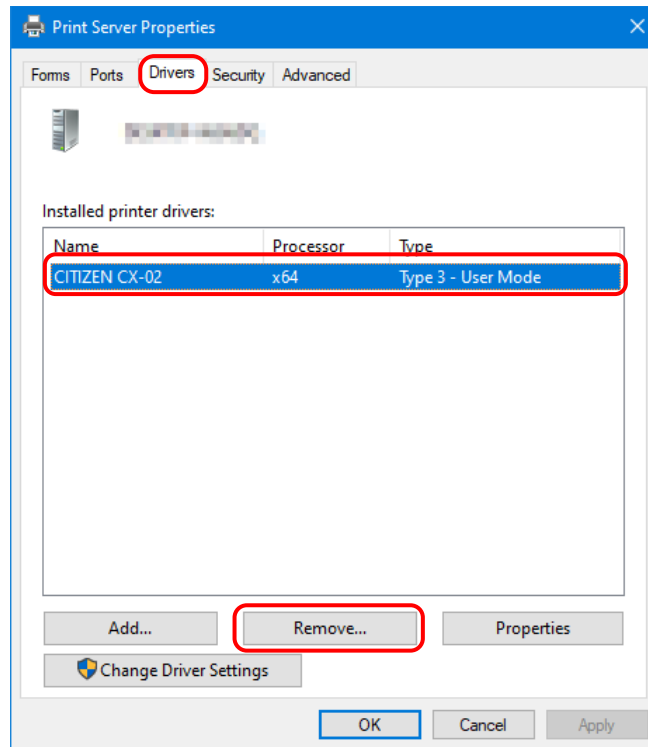 Print Server Properties
Forms Ports Drivers Security Advanced
Installed printer drivers:
Name Processor Type
CITIZEN CX-02 x64 Type 3 - User Mode
Add... Remove... Properties
Change Driver Settings
OK Cancel Apply